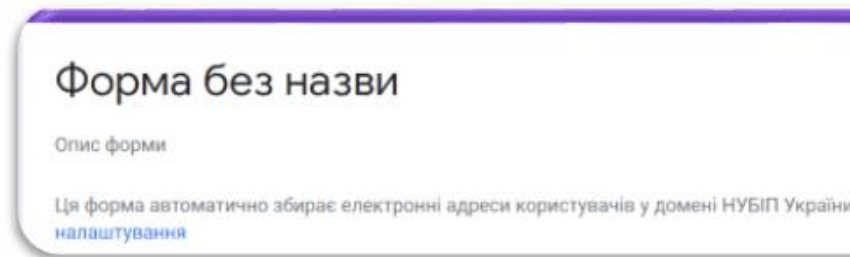 Форма без назви
Опис форми
Ця форма автоматично збирає електронні адреси користувачів у домені НУБІП України
налаштування